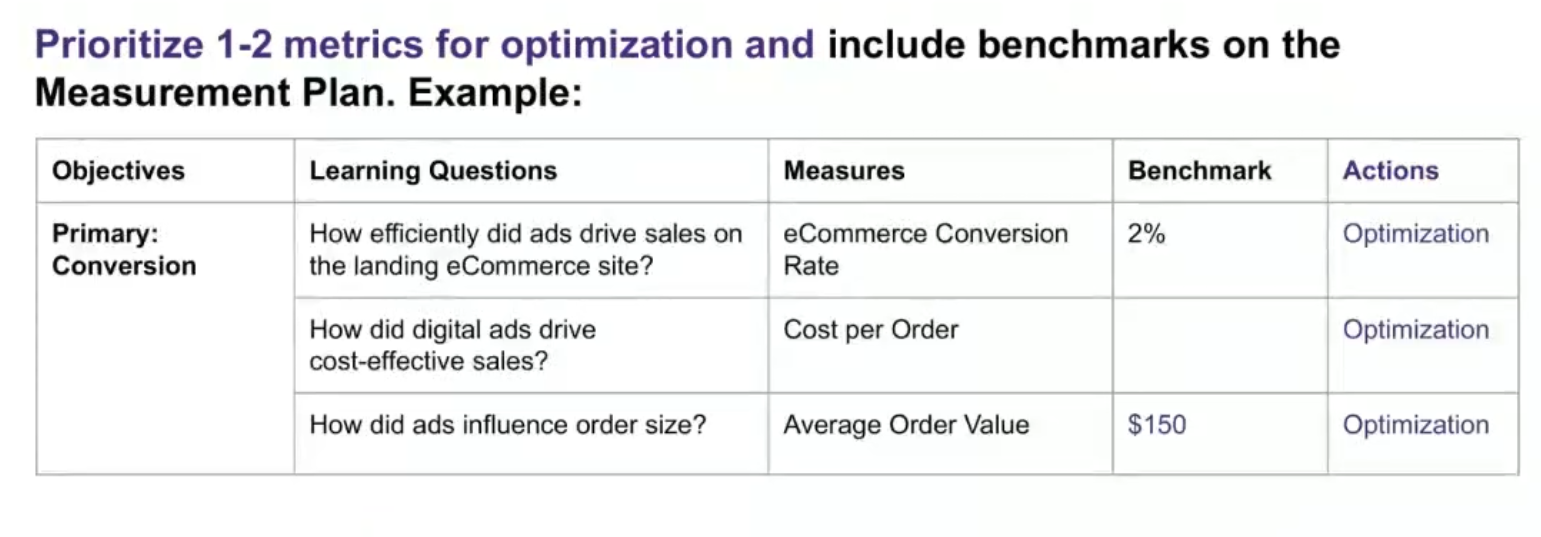 Prioritize 1-2 metrics for optimization and include benchmarks on the
Measurement Plan. Example:
Objectives
Learning Questions
Measures
Benchmark
Actions
Primary:
Conversion
How efficiently did ads drive sales on
the landing eCommerce site?
eCommerce Conversion
Rate
2%
Optimization
How did digital ads drive
cost-effective sales?
Cost per Order
Optimization
How did ads influence order size?
Average Order Value
$150
Optimization